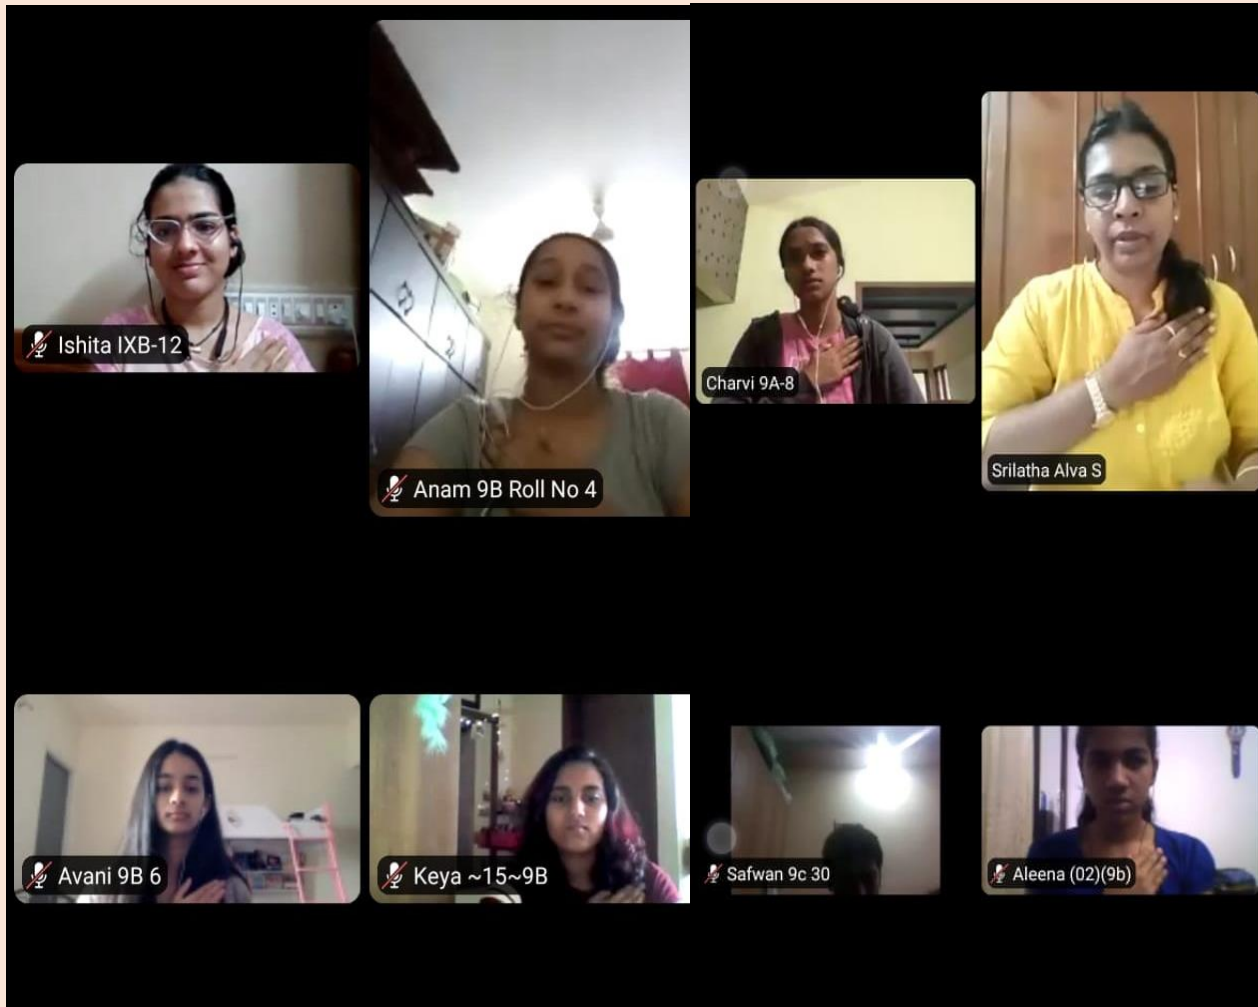 Ishita IXB-12
Anam 9B Roll No 4
Charvi 9A-8
Srilatha Alva S
Avani 9B 6
Keya ~15~9B
Safwan 9c 30
Aleena (02)(9b)